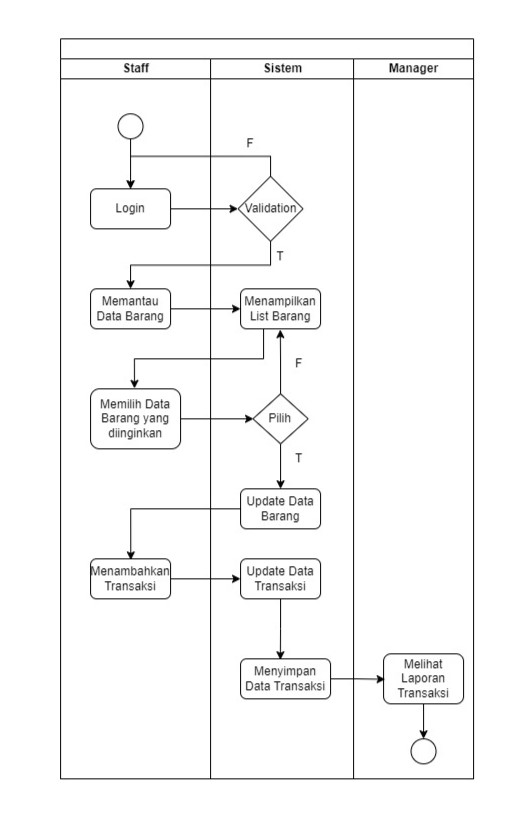 Staff
Sistem
Manager
F
Login
Validation
T
Memantau
Data Barang
Menampilkan
List Barang
F
Memilih Data
Barang yang
diinginkan
Pilih
T
Update Data
Barang
Menambahkan
Transaksi
Update Data
Transaksi
Menyimpan
Data Transaksi
Melihat
Laporan
Transaksi